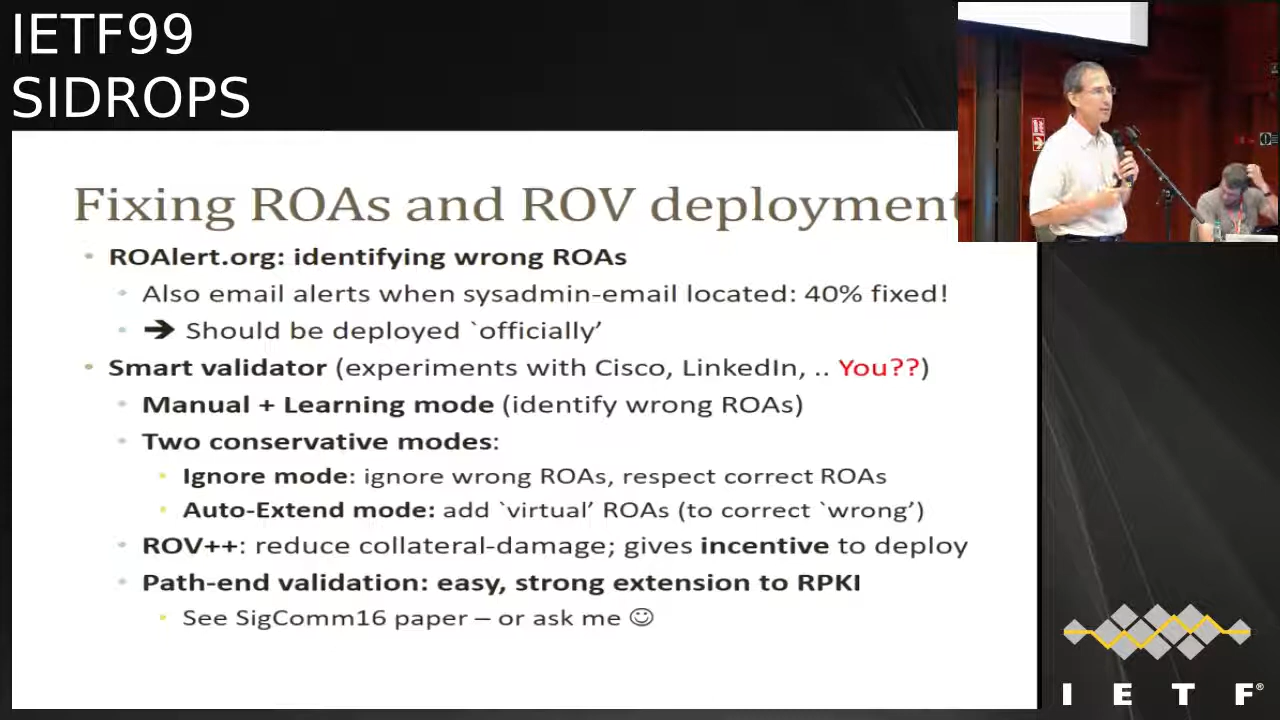 IETF99
SIDROPS
Fixing ROAs and ROV deployment
ROAlert.org: identifying wrong ROAs
Also email alerts when sysadmin-email located: 40% fixed!
➔ Should be deployed `officially’
Smart validator (experiments with Cisco, LinkedIn, .. You??)
Manual + Learning mode (identify wrong ROAs)
Two conservative modes:
Ignore mode: ignore wrong ROAs, respect correct ROAs
Auto-Extend mode: add `virtual’ ROAs (to correct `wrong’)
ROV++: reduce collateral-damage; gives incentive to deploy
Path-end validation: easy, strong extension to RPKI
See SigComm16 paper – or ask me ☺
I E T F®